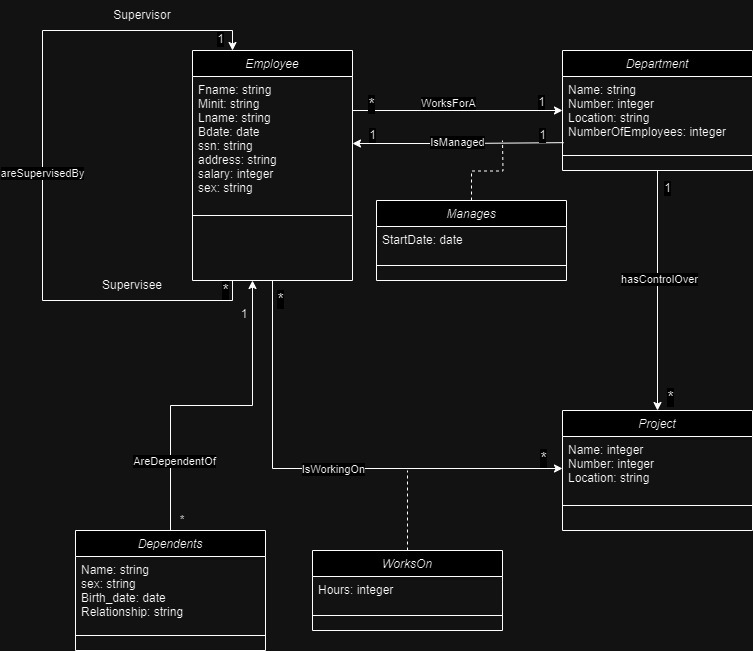 Supervisor
1
Employee
Fname: string
Minit: string
Lname: string
Bdate: date
ssn: string
address: string
salary: integer
sex: string
Department
Name: string
Number: integer
Location: string
NumberOfEmployees: integer
* WorksForA 1
1 IsManaged 1
areSupervisedBy
Manages
StartDate: date
1
hasControlOver
*
Supervisee
*
1
*
Project
Name: integer
Number: integer
Location: string
AreDependentOf
*
IsWorkingOn
*
Dependents
Name: string
sex: string
Birth_date: date
Relationship: string
WorksOn
Hours: integer